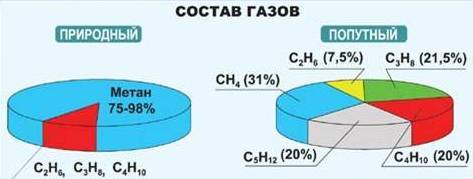 СОСТАВ ГАЗОВ
ПРИРОДНЫЙ
Метан
75-98%
C₂H₆, C₃H₈, C₄H₁₀
ПОПУТНЫЙ
C₂H₆ (7,5%)
C₃H₈ (21,5%)
CH₄ (31%)
C₅H₁₂ (20%)
C₄H₁₀ (20%)